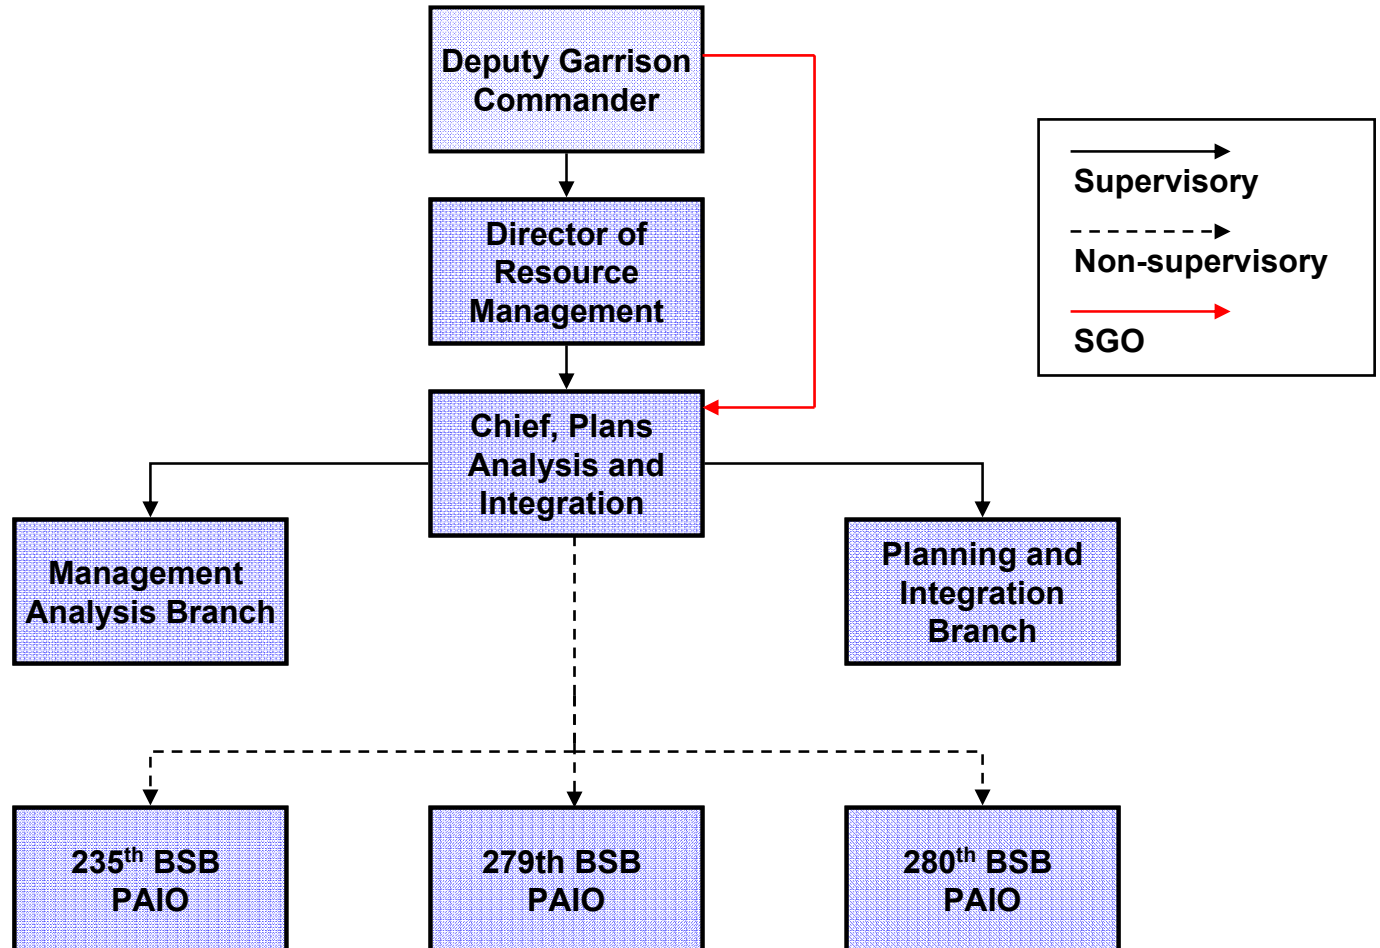 Deputy Garrison
Commander
Supervisory
Non-supervisory
SGO
Director of
Resource
Management
Chief, Plans
Analysis and
Integration
Management
Analysis Branch
Planning and
Integration
Branch
235th BSB
PAIO
279th BSB
PAIO
280th BSB
PAIO